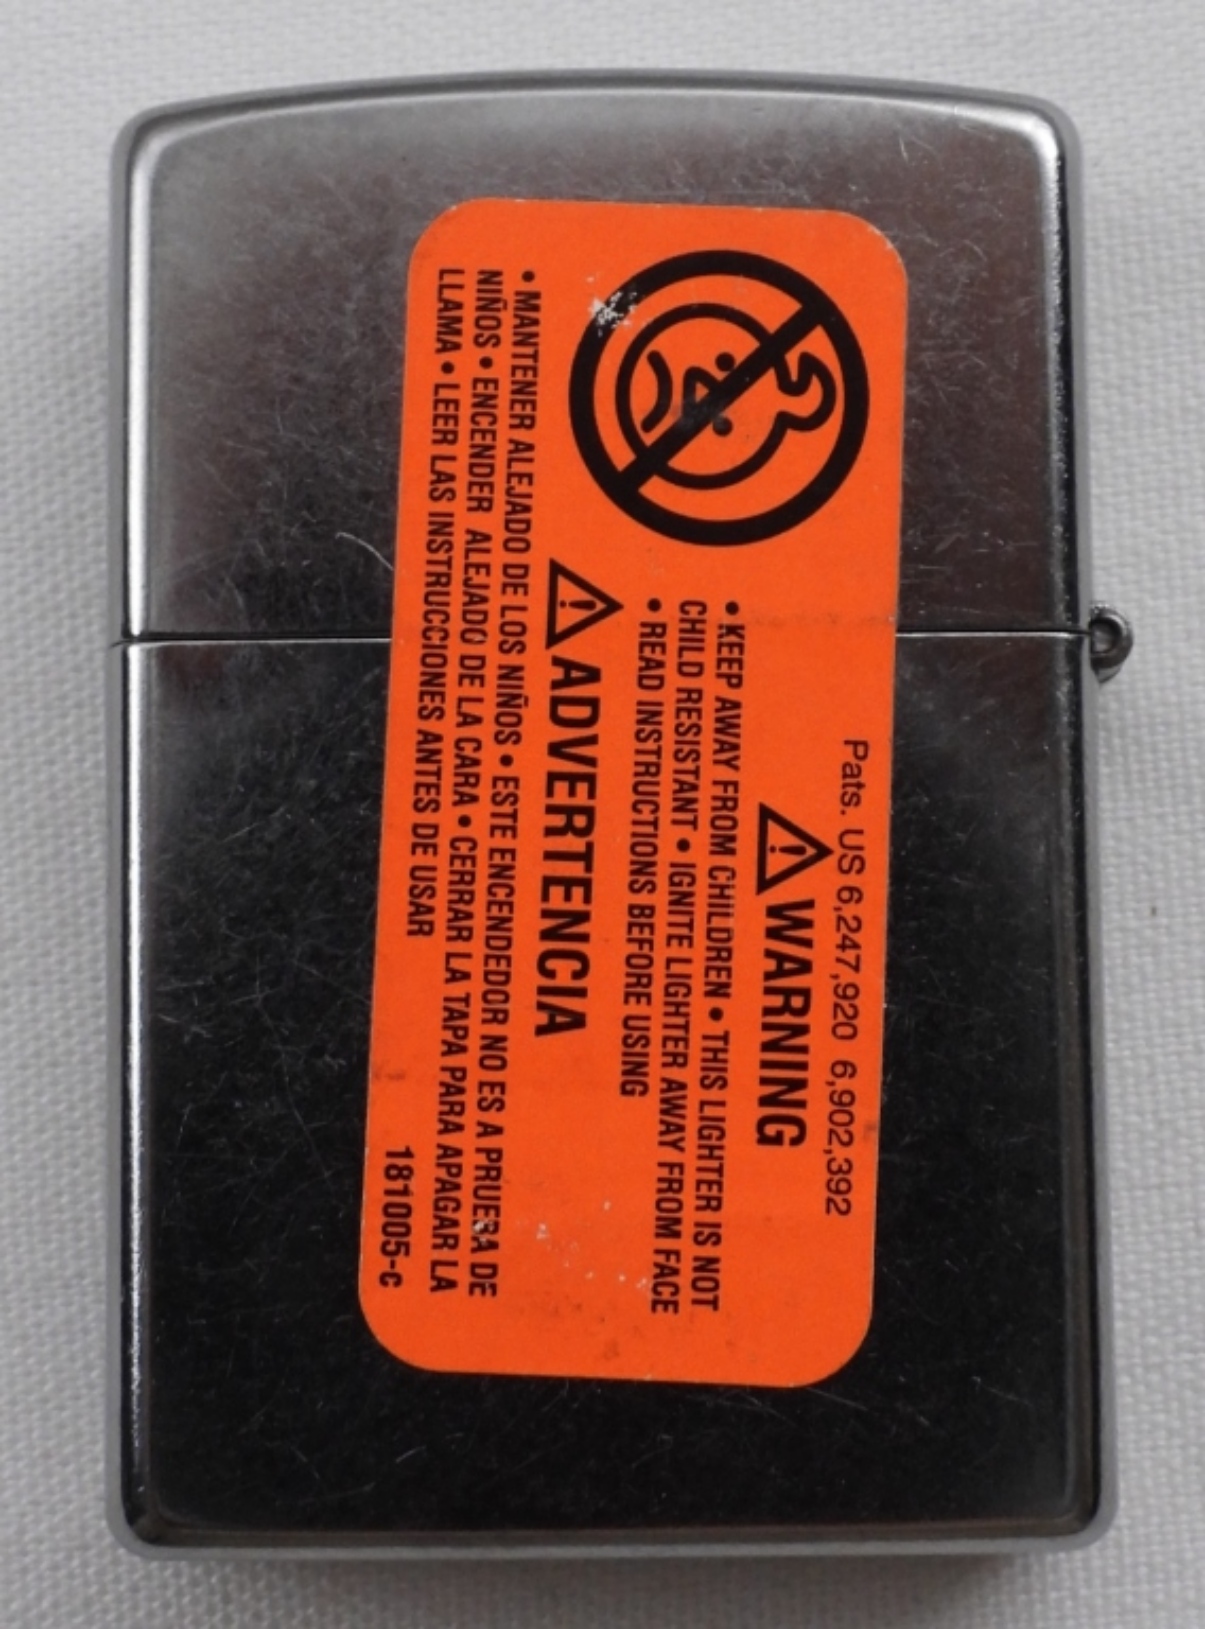 Pats. US 6,247,920 6,902,392
WARNING
• KEEP AWAY FROM CHILDREN • THIS LIGHTER IS NOT
CHILD RESISTANT • IGNITE LIGHTER AWAY FROM FACE
• READ INSTRUCTIONS BEFORE USING
ADVERTENCIA
• MANTENER ALEJADO DE LOS NIÑOS • ESTE ENCENDEDOR NO ES A PRUEBA DE
NIÑOS • ENCENDER ALEJADO DE LA CARA • CERRAR LA TAPA PARA APAGAR LA
LLAMA • LEER LAS INSTRUCCIONES ANTES DE USAR
181005-c